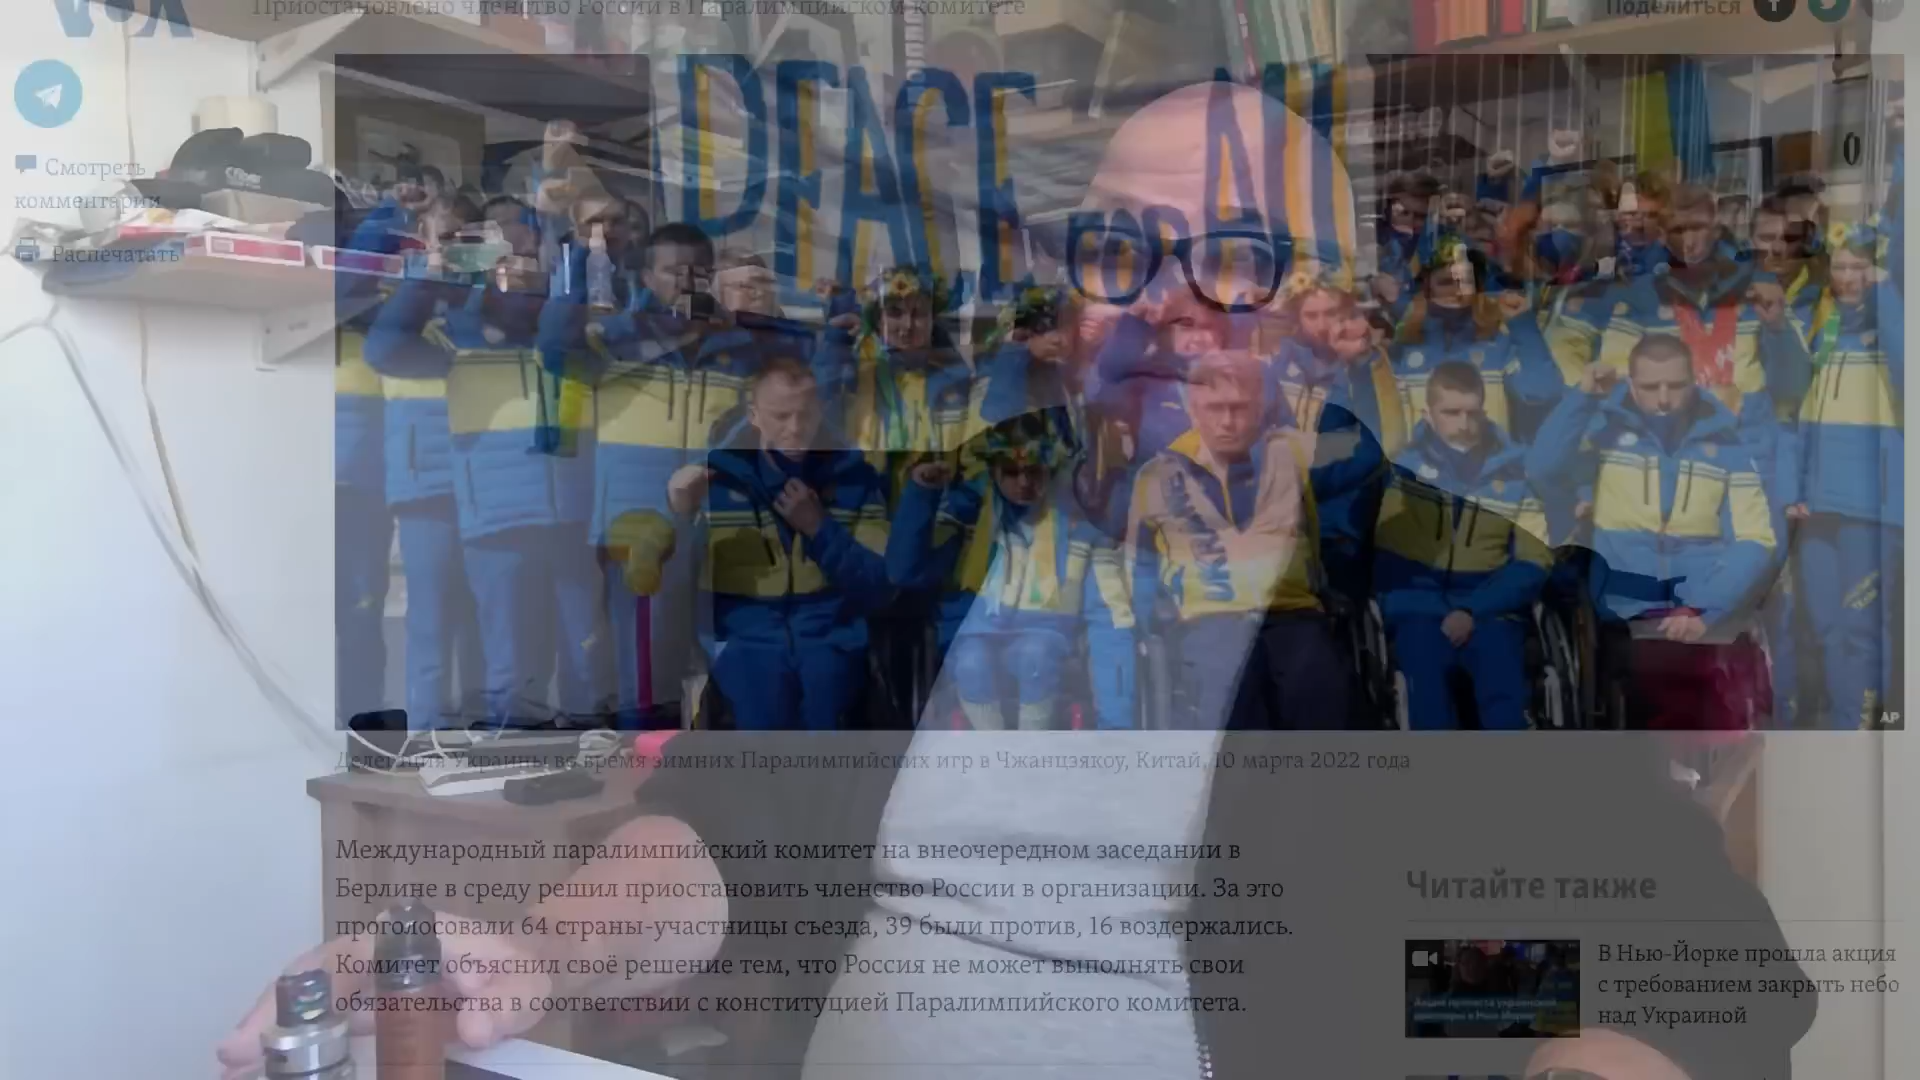 Приостановлено членство России в Паралимпийском комитете
Поделиться
Смотреть
комментарии
Распечатать
PEACE
FOR ALL
AP
Делегация Украины во время зимних Паралимпийских игр в Чжанцзякоу, Китай, 10 марта 2022 года
Международный паралимпийский комитет на внеочередном заседании в
Берлине в среду решил приостановить членство России в организации. За это
проголосовали 64 страны-участницы съезда, 39 были против, 16 воздержались.
Комитет объяснил своё решение тем, что Россия не может выполнять свои
обязательства в соответствии с конституцией Паралимпийского комитета.
Читайте также
В Нью-Йорке прошла акция
с требованием закрыть небо
над Украиной